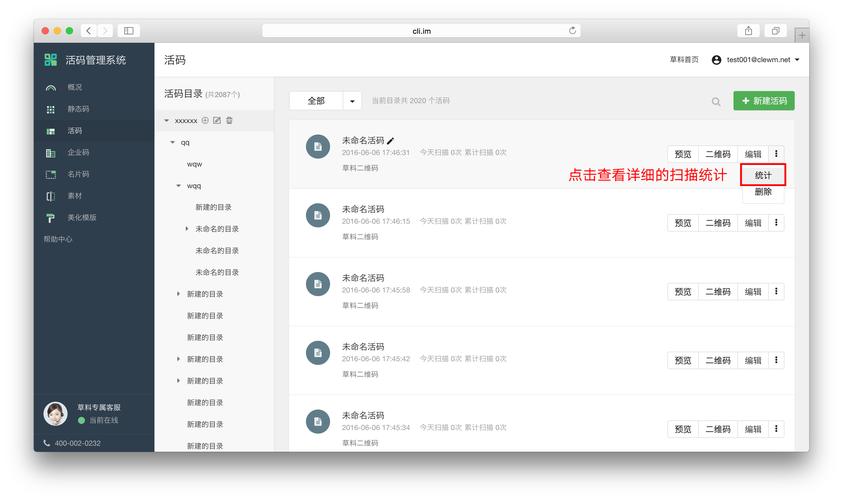 cli.im
活码管理系统
活码
草料首页
test001@clewm.net
概况
静态码
活码
企业码
名片码
素材
美化模版
帮助中心
草料专属客服
当前在线
400-002-0232
活码目录 (共2087个)
xxxxxx
qq
wqw
wqq
新建的目录
未命名的目录
未命名的目录
未命名的目录
新建的目录
新建的目录
新建的目录
新建的目录
新建的目录
新建的目录
新建的目录
新建的目录
全部
当前目录共 2020 个活码
新建活码
未命名活码
2016-06-06 17:46:31 今天扫描 0次 累计扫描 0次
草料二维码
预览 二维码 编辑
点击查看详细的扫描统计
统计
删除
未命名活码
2016-06-06 17:46:15 今天扫描 0次 累计扫描 0次
草料二维码
预览 二维码 编辑
未命名活码
2016-06-06 17:45:58 今天扫描 0次 累计扫描 0次
草料二维码
预览 二维码 编辑
未命名活码
2016-06-06 17:45:42 今天扫描 0次 累计扫描 0次
草料二维码
预览 二维码 编辑
未命名活码
2016-06-06 17:45:34 今天扫描 0次 累计扫描 0次
草料二维码
预览 二维码 编辑